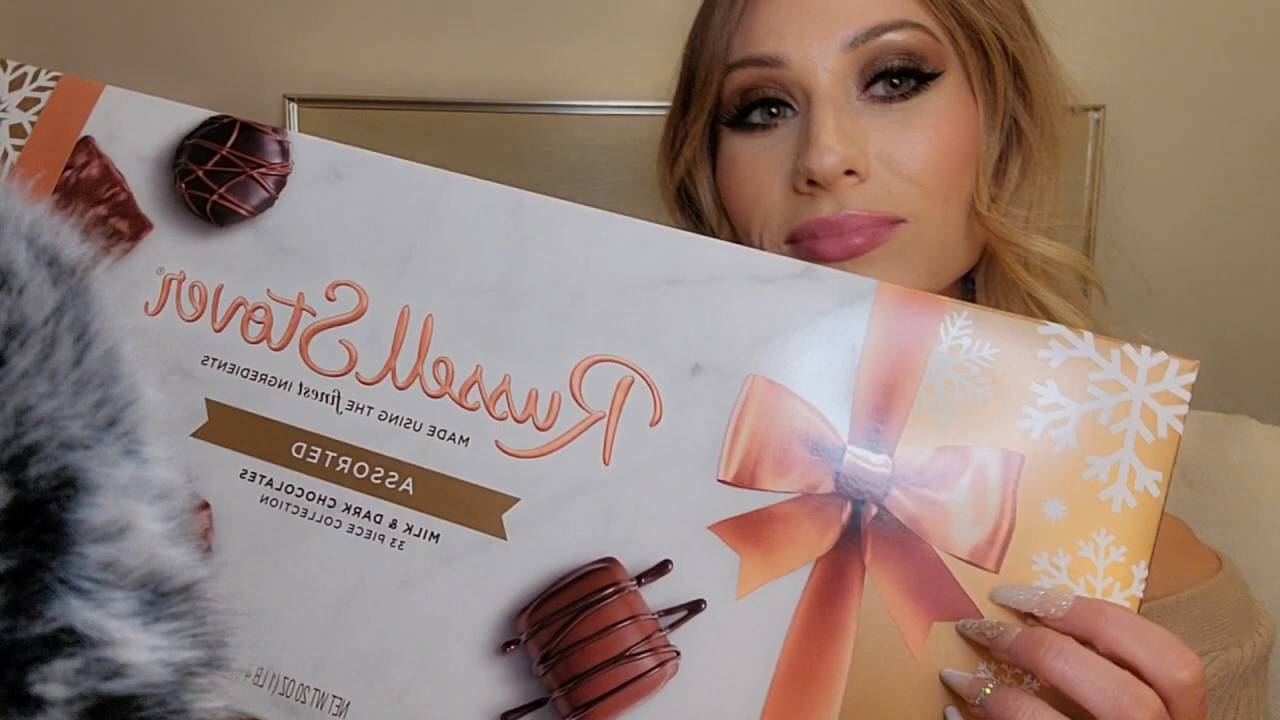 Russell Stover®
MADE USING THE finest INGREDIENTS
ASSORTED
MILK & DARK CHOCOLATES
33 PIECE COLLECTION
NET WT 20 OZ (1 LB